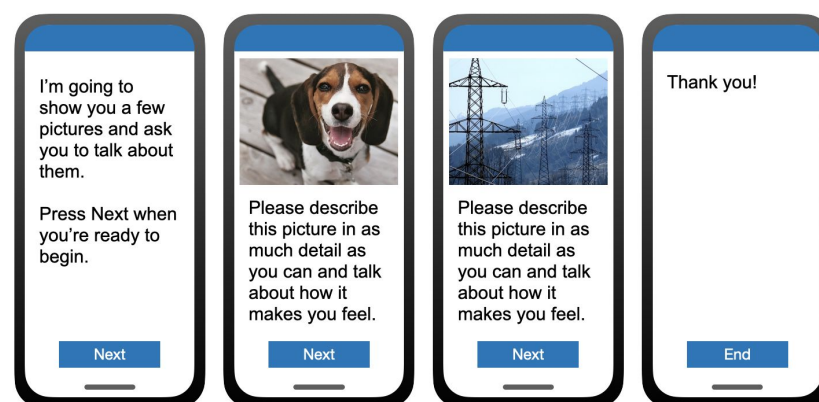 I'm going to
show you a few
pictures and ask
you to talk about
them.
Press Next when
you're ready to
begin.
Next
Please describe
this picture in as
much detail as
you can and talk
about how it
makes you feel.
Next
Please describe
this picture in as
much detail as
you can and talk
about how it
makes you feel.
Next
Thank you!
End